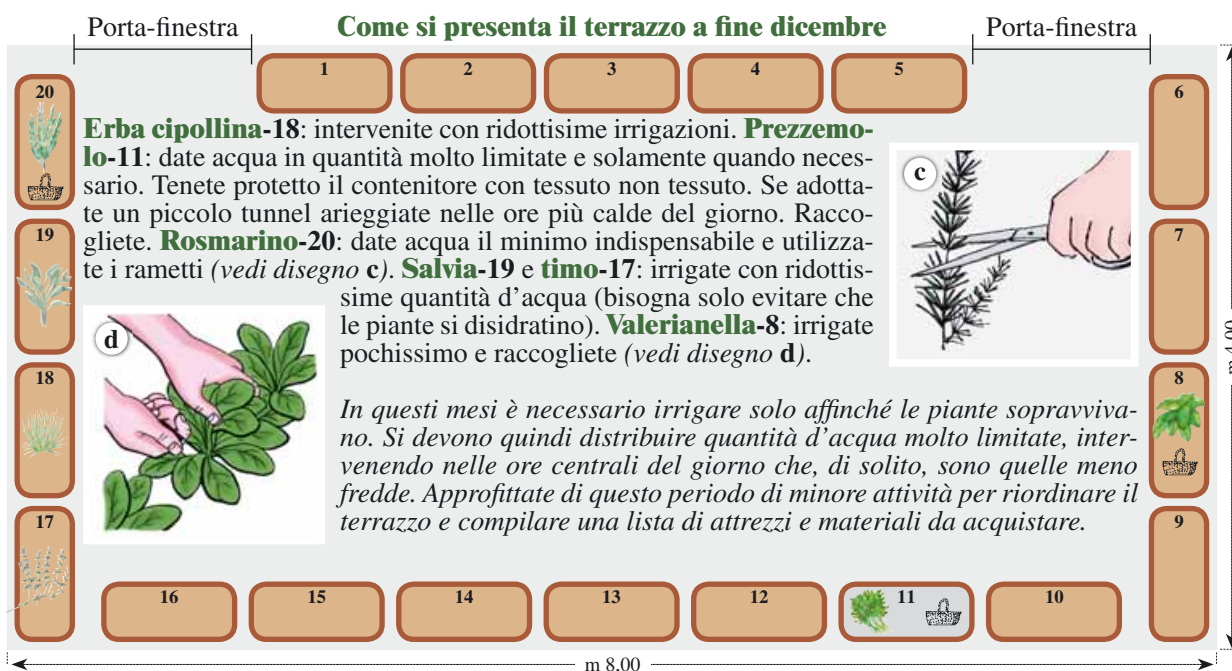 Porta-finestra
Come si presenta il terrazzo a fine dicembre
Porta-finestra
1
2
3
4
5
20
6
Erba cipollina-18: intervenite con ridottisime irrigazioni. Prezzemo-
lo-11: date acqua in quantità molto limitate e solamente quando neces-
sario. Tenete protetto il contenitore con tessuto non tessuto. Se adotta-
te un piccolo tunnel arieggiate nelle ore più calde del giorno. Racco-
gliete. Rosmarino-20: date acqua il minimo indispensabile e utilizza-
te i rametti (vedi disegno c). Salvia-19 e timo-17: irrigate con ridottis-
sime quantità d'acqua (bisogna solo evitare che
le piante si disidratino). Valerianella-8: irrigate
pochissimo e raccogliete (vedi disegno d).
c
19
7
d
m 4,00
18
8
In questi mesi è necessario irrigare solo affinché le piante sopravviva-
no. Si devono quindi distribuire quantità d'acqua molto limitate, inter-
venendo nelle ore centrali del giorno che, di solito, sono quelle meno
fredde. Approfittate di questo periodo di minore attività per riordinare il
terrazzo e compilare una lista di attrezzi e materiali da acquistare.
17
9
16
15
14
13
12
11
10
m 8,00